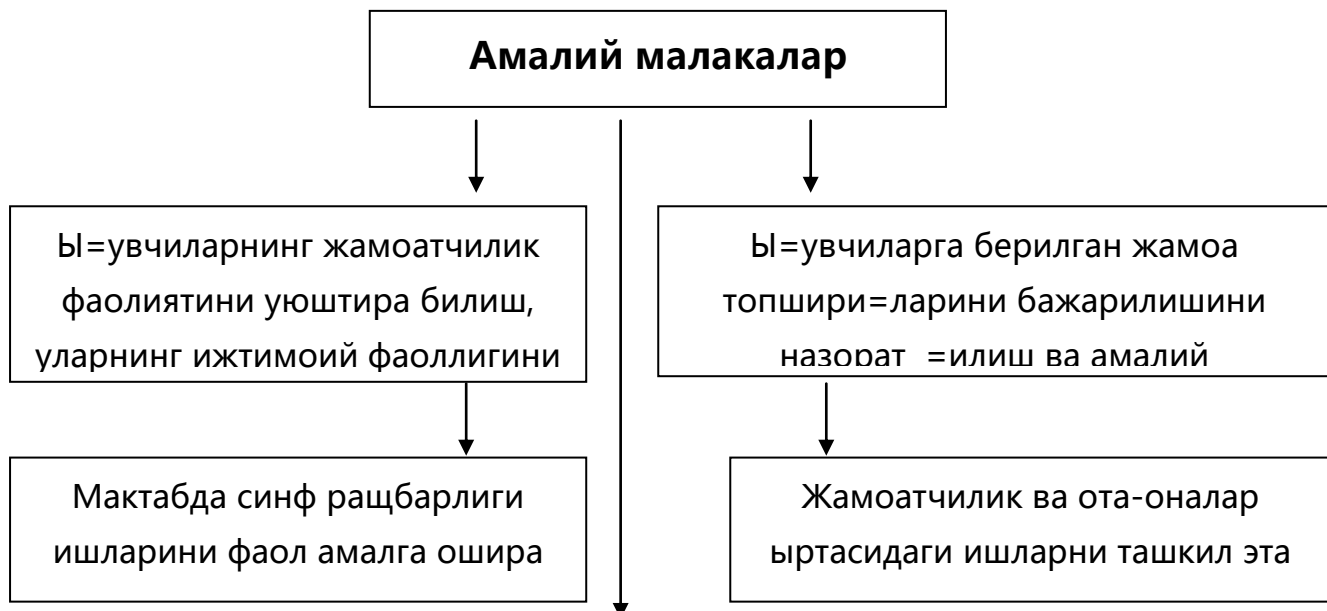 Амалий малакалар
Ы=увчиларнинг жамоатчилик
фаолиятини уюштира билиш,
уларнинг ижтимоий фаоллигини
Ы=увчиларга берилган жамоа
топшири=ларини бажарилишини
назорат =илиш ва амалий
Мактабда синф ращбарлиги
ишларини фаол амалга ошира
Жамоатчилик ва ота-оналар
ыртасидаги ишларни ташкил эта